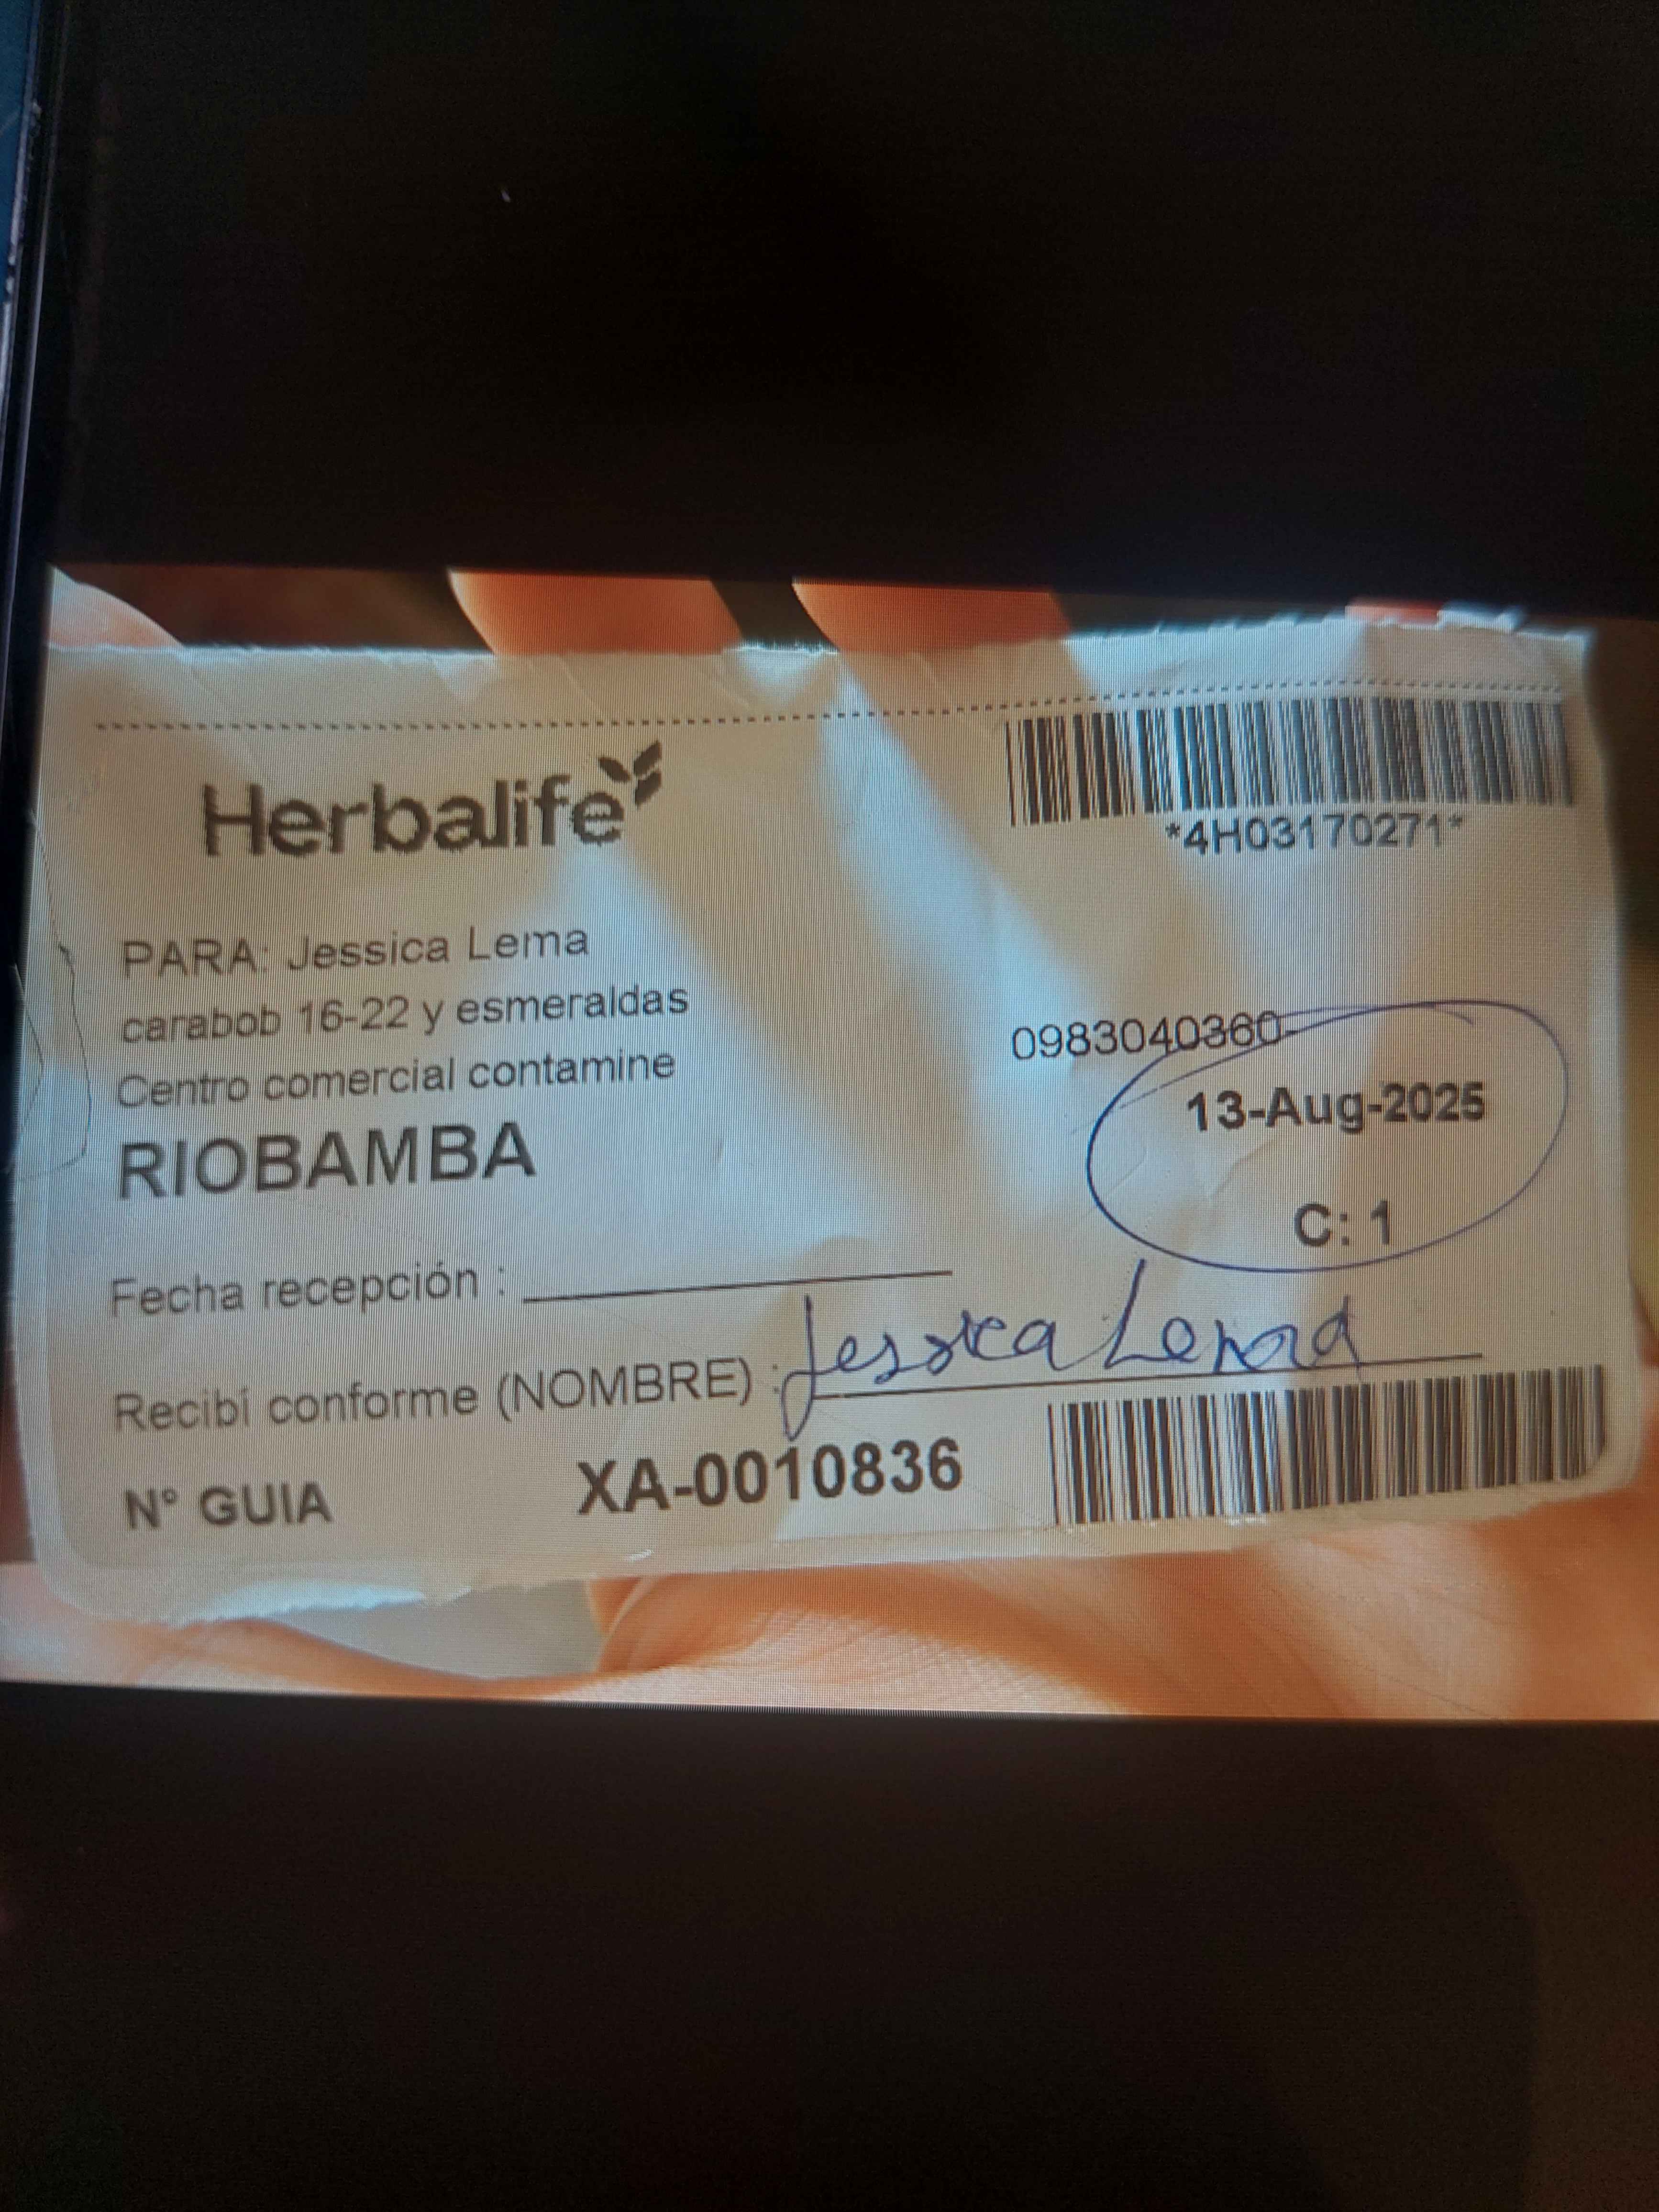 Herbalife
*4H03170271*
PARA: Jessica Lema
carabob 16-22 y esmeraldas
0983040360
Centro comercial contamine
13-Aug-2025
RIOBAMBA
C: 1
Fecha recepción :
Recibí conforme (NOMBRE) : Jessica Lema
N° GUIA XA-0010836